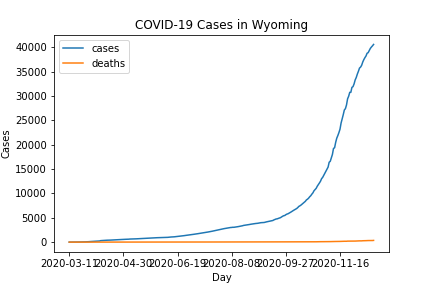 COVID-19 Cases in Wyoming
cases
deaths
40000
35000
30000
25000
20000
15000
10000
5000
0
Cases
2020-03-11 2020-04-30 2020-06-19 2020-08-08 2020-09-27 2020-11-16
Day